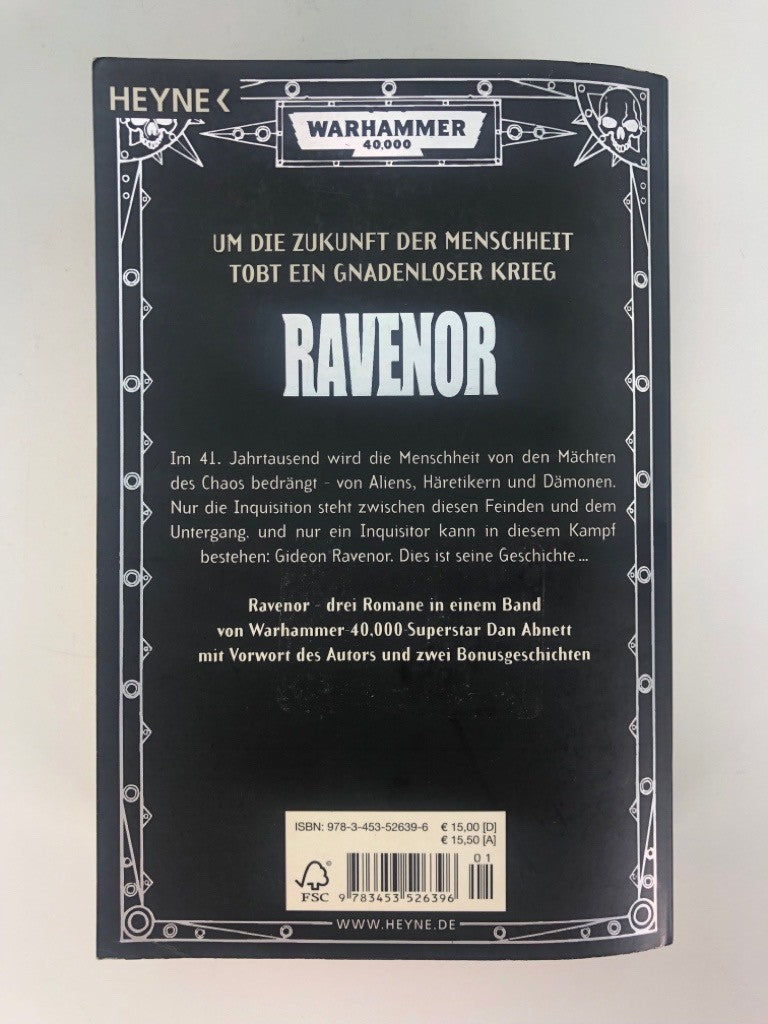 HEYNE<
WARHAMMER
40,000
UM DIE ZUKUNFT DER MENSCHHEIT
TOBT EIN GNADENLOSER KRIEG
RAVENOR
Im 41. Jahrtausend wird die Menschheit von den Mächten
des Chaos bedrängt – von Aliens, Häretikern und Dämonen.
Nur die Inquisition steht zwischen diesen Feinden und dem
Untergang. und nur ein Inquisitor kann in diesem Kampf
bestehen: Gideon Ravenor. Dies ist seine Geschichte ...
Ravenor – drei Romane in einem Band
von Warhammer-40.000-Superstar Dan Abnett
mit Vorwort des Autors und zwei Bonusgeschichten
ISBN: 978-3-453-52639-6 € 15,00 [D]
€ 15,50 [A]
01
FSC
9 783453 526396
WWW.HEYNE.DE